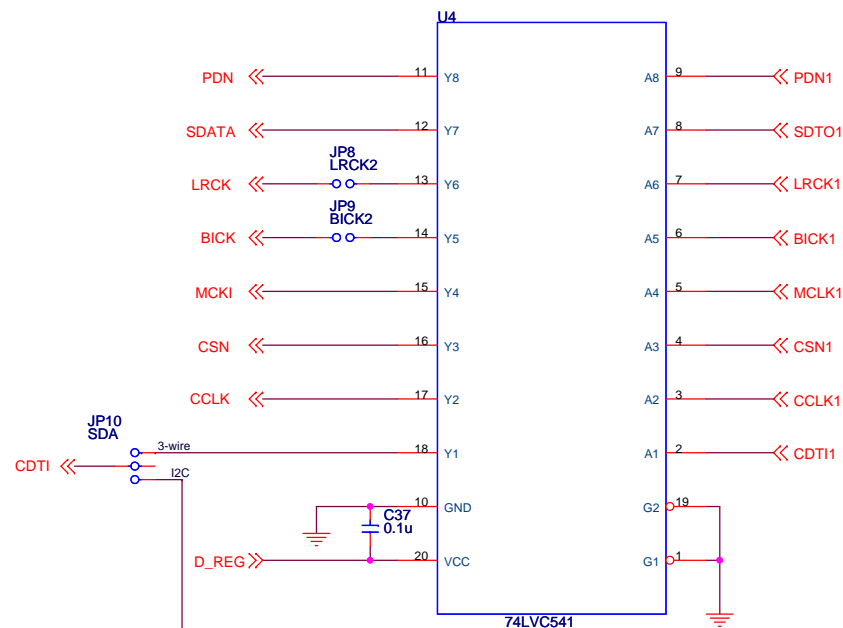 U4
PDN 11 Y8 A8 9 PDN1
SDATA 12 Y7 A7 8 SDTO1
JP8
LRCK2
LRCK 13 Y6 A6 7 LRCK1
JP9
BICK2
BICK 14 Y5 A5 6 BICK1
MCKI 15 Y4 A4 5 MCLK1
CSN 16 Y3 A3 4 CSN1
CCLK 17 Y2 A2 3 CCLK1
JP10
SDA
3-wire 18 Y1 A1 2 CDTI1
CDTI
I2C
10 GND G2 19
C37
0.1u
D_REG 20 VCC G1 1
74LVC541